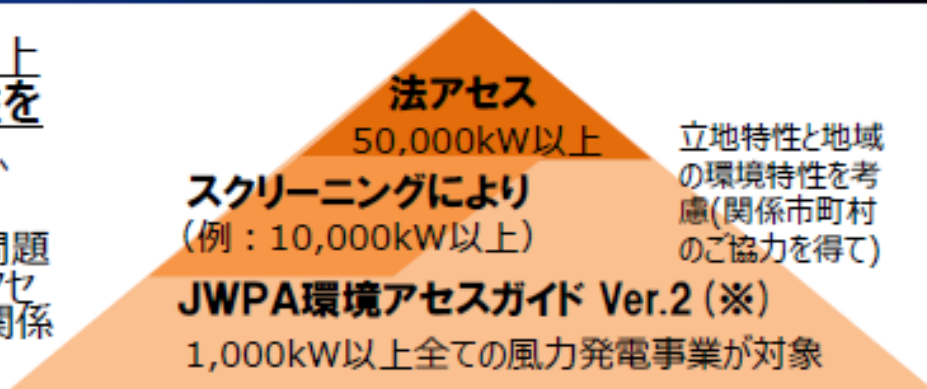 上
を
法アセス
50,000kW以上
スクリーニングにより
（例：10,000kW以上）
立地特性と地域
の環境特性を考
慮(関係市町村
のご協力を得て)
問題
アセ
関係
JWPA環境アセスガイド Ver.2（※）
1,000kW以上全ての風力発電事業が対象